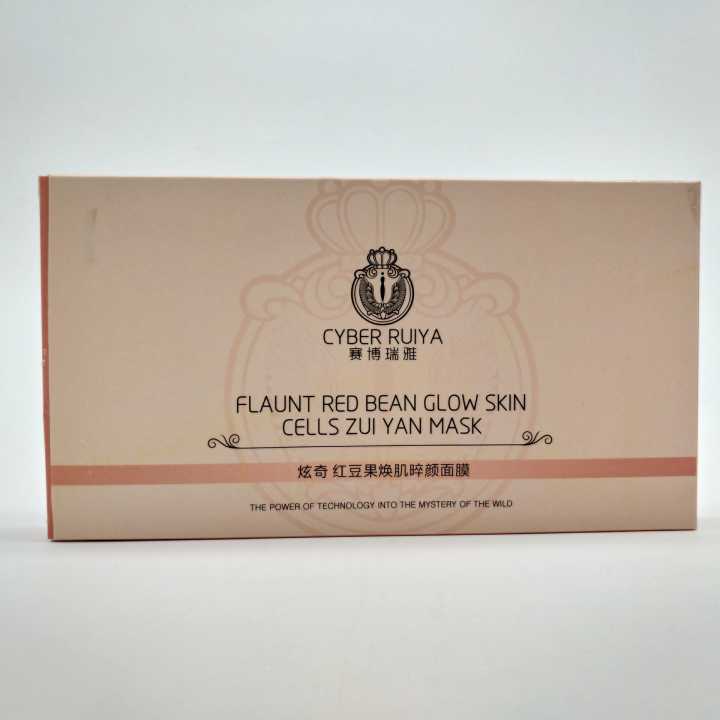 CYBER RUIYA
赛博瑞雅
FLAUNT RED BEAN GLOW SKIN
CELLS ZUI YAN MASK
炫奇 红豆果焕肌晬颜面膜
THE POWER OF TECHNOLOGY INTO THE MYSTERY OF THE WILD